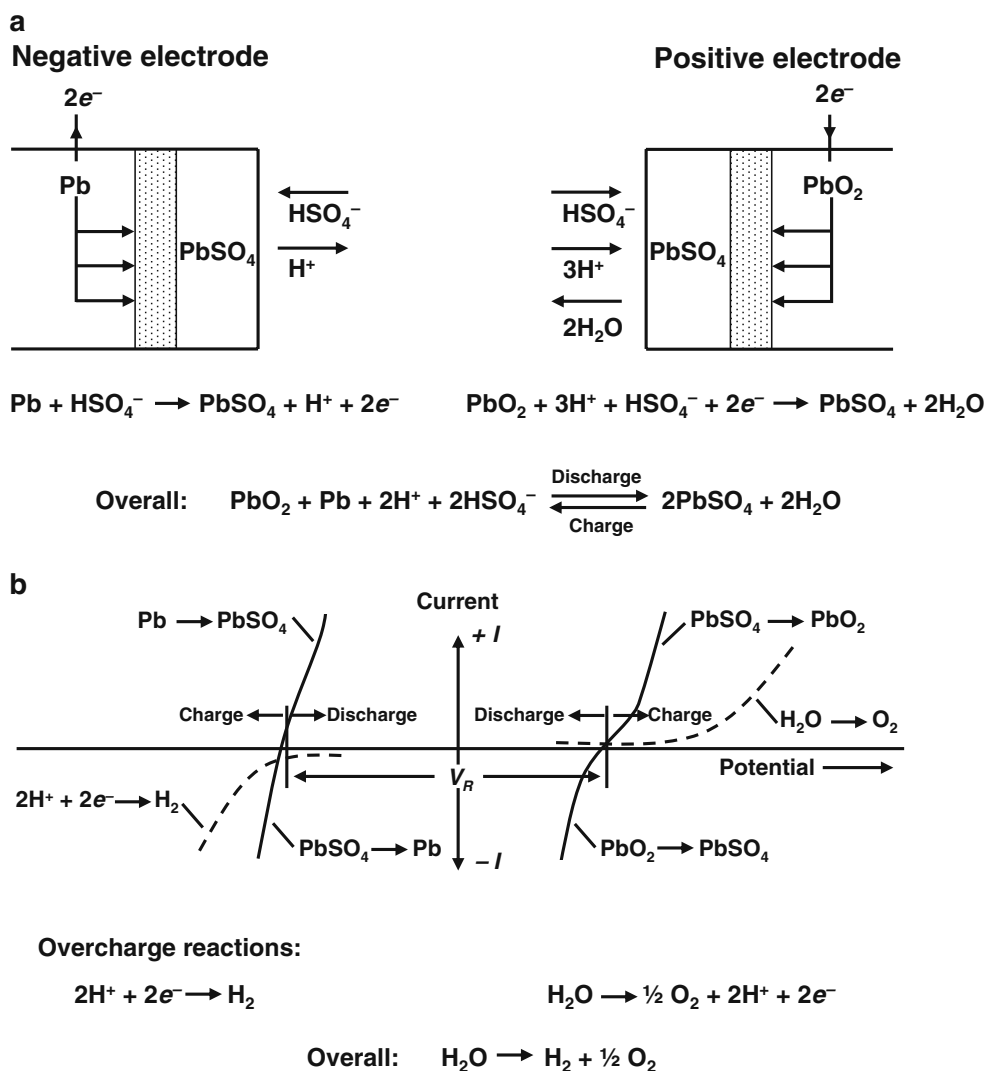 a
Negative electrode
Positive electrode
2e⁻
2e⁻
Pb
PbO₂
HSO₄⁻
HSO₄⁻
PbSO₄
PbSO₄
H⁺
3H⁺
2H₂O
Pb + HSO₄⁻ → PbSO₄ + H⁺ + 2e⁻
PbO₂ + 3H⁺ + HSO₄⁻ + 2e⁻ → PbSO₄ + 2H₂O
Discharge
Overall: PbO₂ + Pb + 2H⁺ + 2HSO₄⁻ ⇌ 2PbSO₄ + 2H₂O
Charge
b
Current
Pb → PbSO₄
+ I
PbSO₄ → PbO₂
Charge
Discharge
Discharge
Charge
H₂O → O₂
V_R
Potential
2H⁺ + 2e⁻ → H₂
PbSO₄ → Pb
– I
PbO₂ → PbSO₄
Overcharge reactions:
2H⁺ + 2e⁻ → H₂
H₂O → ½ O₂ + 2H⁺ + 2e⁻
Overall: H₂O → H₂ + ½ O₂